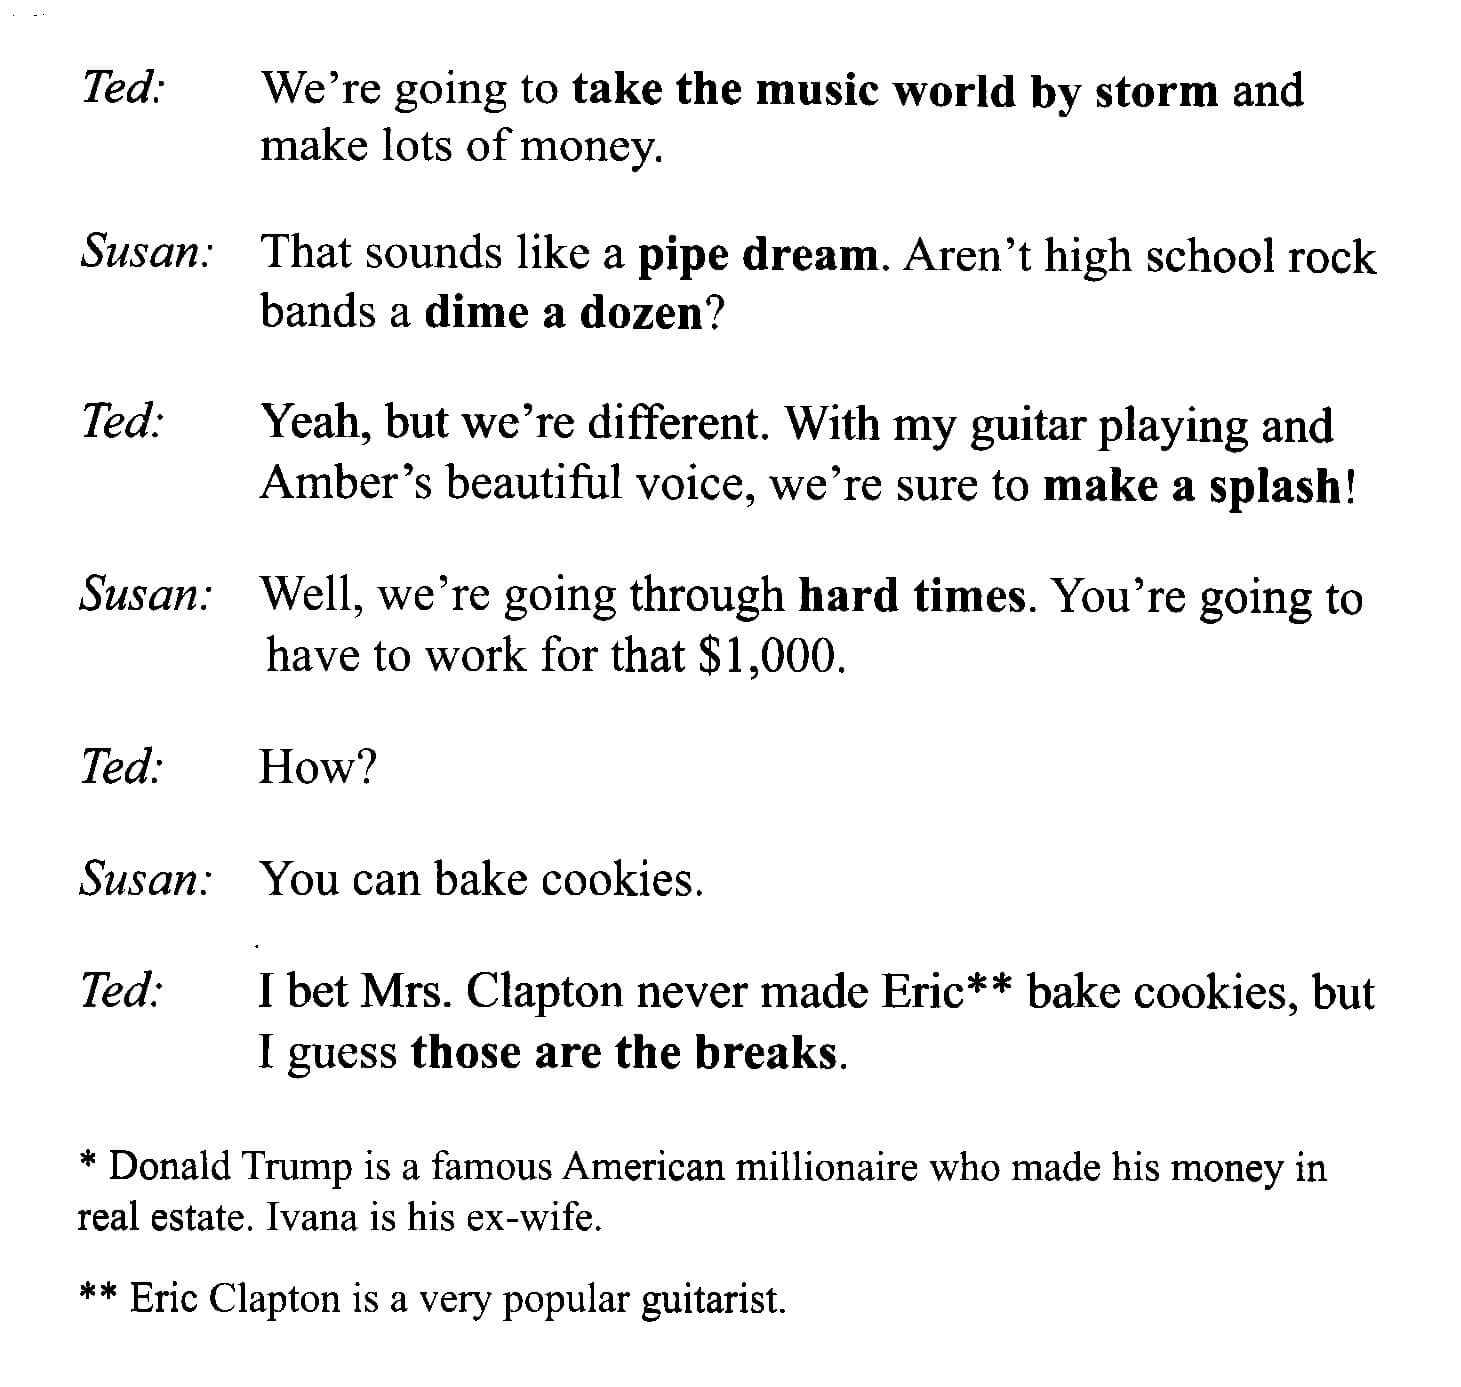 Ted: We're going to take the music world by storm and
make lots of money.
Susan: That sounds like a pipe dream. Aren't high school rock
bands a dime a dozen?
Ted: Yeah, but we're different. With my guitar playing and
Amber's beautiful voice, we're sure to make a splash!
Susan: Well, we're going through hard times. You're going to
have to work for that $1,000.
Ted: How?
Susan: You can bake cookies.
Ted: I bet Mrs. Clapton never made Eric** bake cookies, but
I guess those are the breaks.
* Donald Trump is a famous American millionaire who made his money in
real estate. Ivana is his ex-wife.
** Eric Clapton is a very popular guitarist.